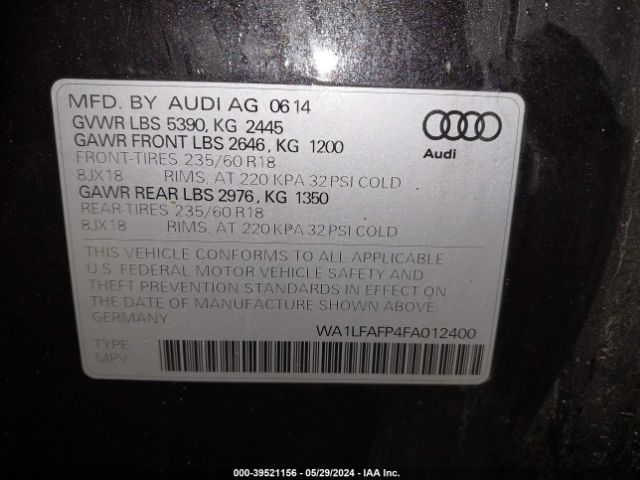 MFD. BY AUDI AG 0614
GVWR LBS 5390, KG 2445
GAWR FRONT LBS 2646, KG 1200
FRONT-TIRES 235/60 R18
8JX18 RIMS, AT 220 KPA 32 PSI COLD
GAWR REAR LBS 2976, KG 1350
REAR-TIRES 235/60 R18
8JX18 RIMS, AT 220 KPA 32 PSI COLD
Audi
THIS VEHICLE CONFORMS TO ALL APPLICABLE
U.S. FEDERAL MOTOR VEHICLE SAFETY AND
THEFT PREVENTION STANDARDS IN EFFECT ON
THE DATE OF MANUFACTURE SHOWN ABOVE.
GERMANY
WA1LFAFP4FA012400
TYPE
MPV
000-39521156 - 05/29/2024 - IAA Inc.